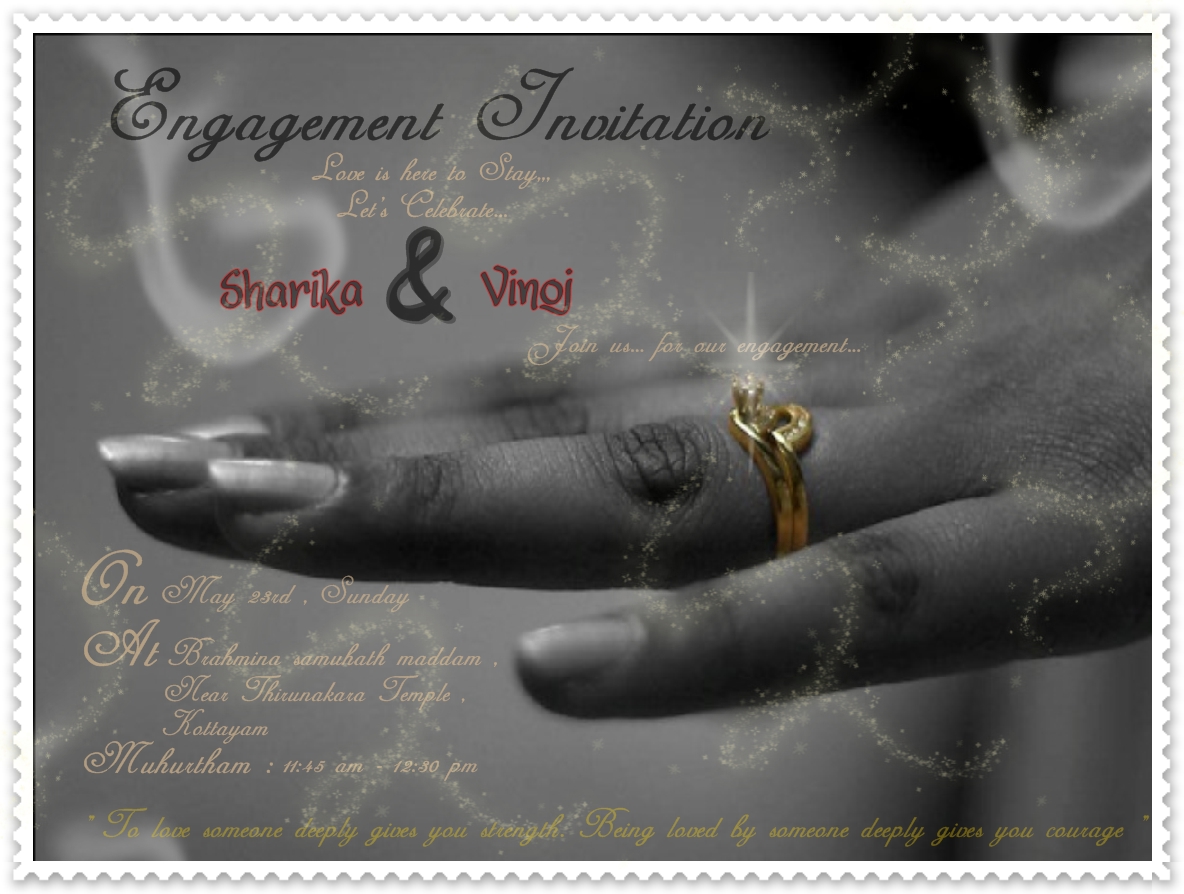 Engagement Invitation
Love is here to Stay...
Let's Celebrate...
Sharika & Vinoj
Join us... for our engagement...
On May 23rd , Sunday
At Brahmina samuhath maddam ,
Near Thirunakara Temple ,
Kottayam
Muhurtham : 11:45 am - 12:30 pm
" To love someone deeply gives you strength. Being loved by someone deeply gives you courage "